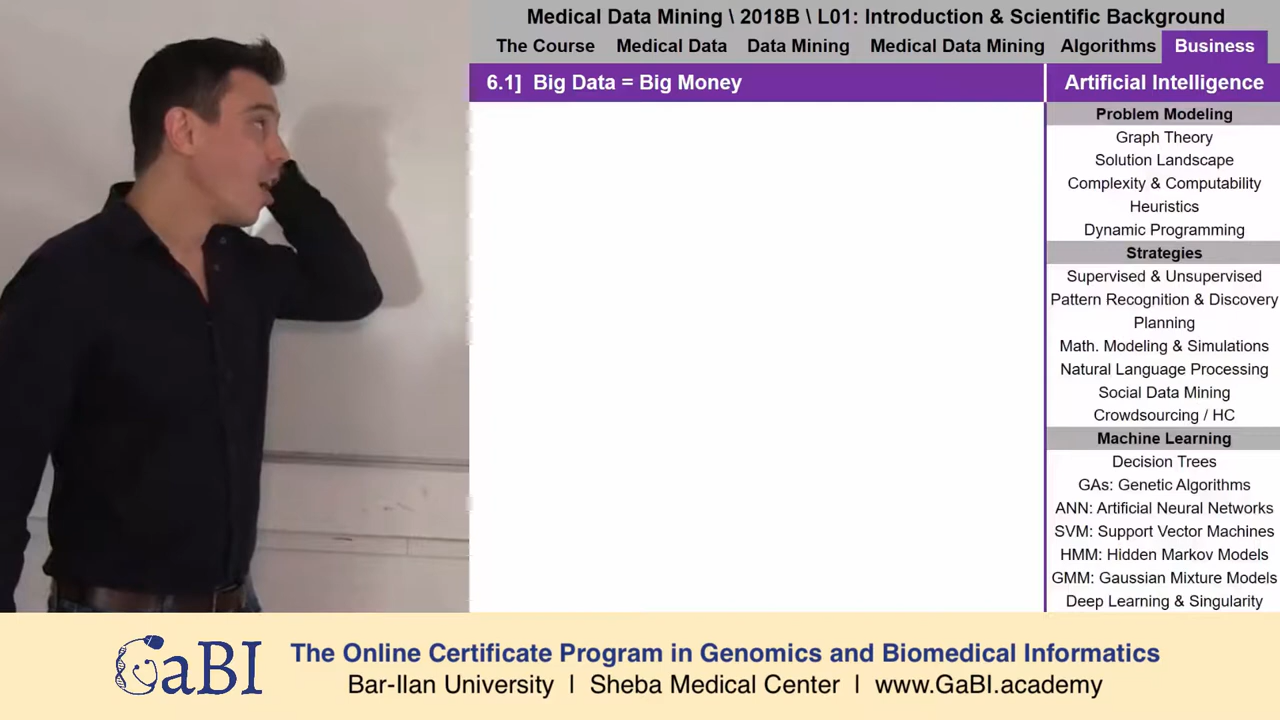 Medical Data Mining \ 2018B \ L01: Introduction & Scientific Background
The Course Medical Data Data Mining Medical Data Mining Algorithms Business
6.1] Big Data = Big Money
Artificial Intelligence
Problem Modeling
Graph Theory
Solution Landscape
Complexity & Computability
Heuristics
Dynamic Programming
Strategies
Supervised & Unsupervised
Pattern Recognition & Discovery
Planning
Math. Modeling & Simulations
Natural Language Processing
Social Data Mining
Crowdsourcing / HC
Machine Learning
Decision Trees
GAs: Genetic Algorithms
ANN: Artificial Neural Networks
SVM: Support Vector Machines
HMM: Hidden Markov Models
GMM: Gaussian Mixture Models
Deep Learning & Singularity
GaBI
The Online Certificate Program in Genomics and Biomedical Informatics
Bar-Ilan University | Sheba Medical Center | www.GaBI.academy